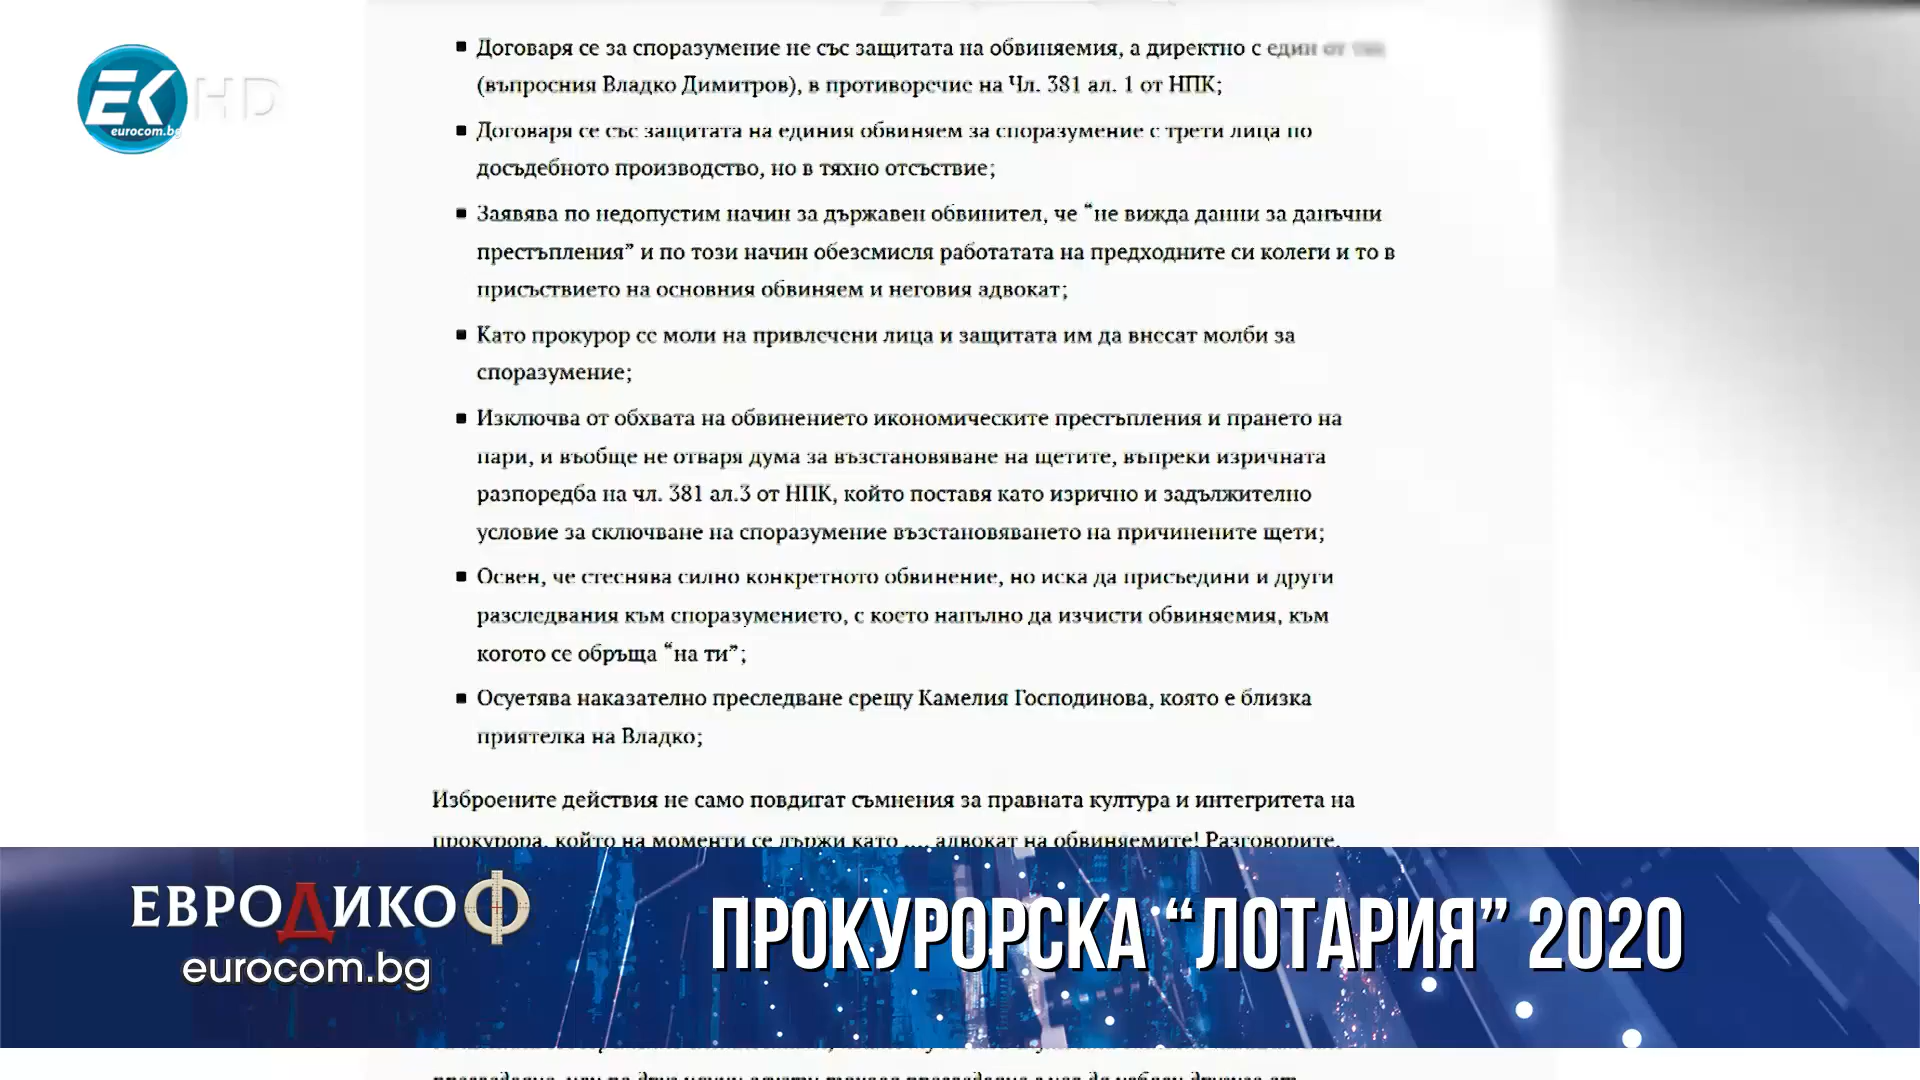 Договаря се за споразумение не със защитата на обвиняемия, а директно с един от
(въпросния Владко Димитров), в противоречие на Чл. 381 ал. 1 от НПК;
EK HD
eurocom.bg
Договаря се със защитата на единия обвиняем за споразумение с трети лица по
досъдебното производство, но в тяхно отсъствие;
Заявява по недопустим начин за държавен обвинител, че “не вижда данни за данъчни
престъпления” и по този начин обезсмисля работатата на предходните си колеги и то в
присъствието на основния обвиняем и неговия адвокат;
Като прокурор се моли на привлечени лица и защитата им да внесат молби за
споразумение;
Изключва от обхвата на обвинението икономическите престъпления и прането на
пари, и въобще не отваря дума за възстановяване на щетите, въпреки изричната
разпоредба на чл. 381 ал.3 от НПК, който поставя като изрично и задължително
условие за сключване на споразумение възстановяването на причинените щети;
Освен, че стеснява силно конкретното обвинение, но иска да присъедини и други
разследвания към споразумението, с което напълно да изчисти обвиняемия, към
когото се обръща “на ти”;
Осуетява наказателно преследване срещу Камелия Господинова, която е близка
приятелка на Владко;
Изброените действия не само повдигат съмнения за правната култура и интегритета на
прокурора, който на моменти се държи като .... адвокат на обвиняемите! Разговорите,
ЕВРОДИКОФ
eurocom.bg
ПРОКУРОРСКА “ЛОТАРИЯ” 2020